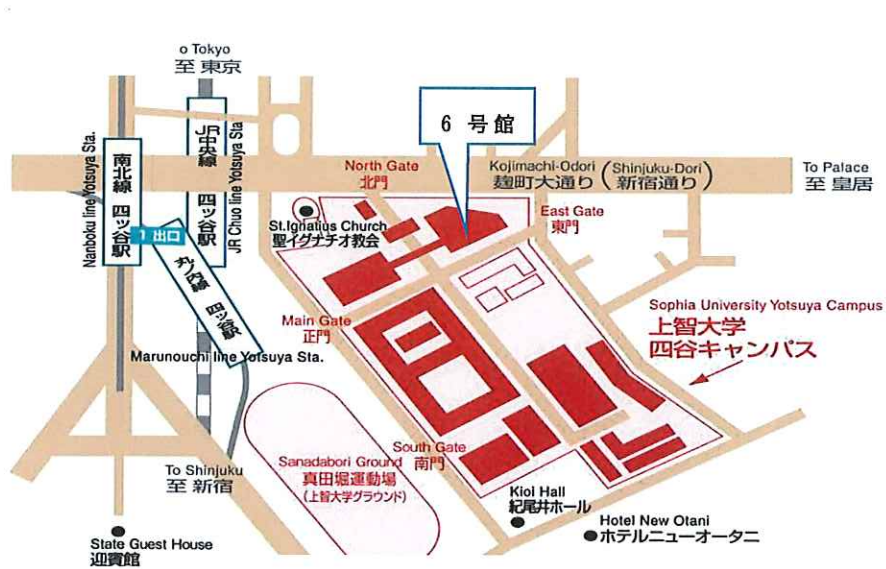 o Tokyo
至 東京
6 号館
Nanboku line Yotsuya Sta.
南北線 四ッ谷駅
JR中央線 四ッ谷駅
JR Chuo line Yotsuya Sta.
1 出口
丸ノ内線 四ッ谷駅
Marunouchi line Yotsuya Sta.
North Gate
北門
Kojimachi-Odori (Shinjuku-Dori)
麹町大通り(新宿通り)
To Palace
至 皇居
St.Ignatius Church
聖イグナチオ教会
East Gate
東門
Main Gate
正門
Sophia University Yotsuya Campus
上智大学
四谷キャンパス
South Gate
南門
Sanadabori Ground
真田堀運動場
(上智大学グラウンド)
To Shinjuku
至 新宿
Kioi Hall
紀尾井ホール
Hotel New Otani
ホテルニューオータニ
State Guest House
迎賓館